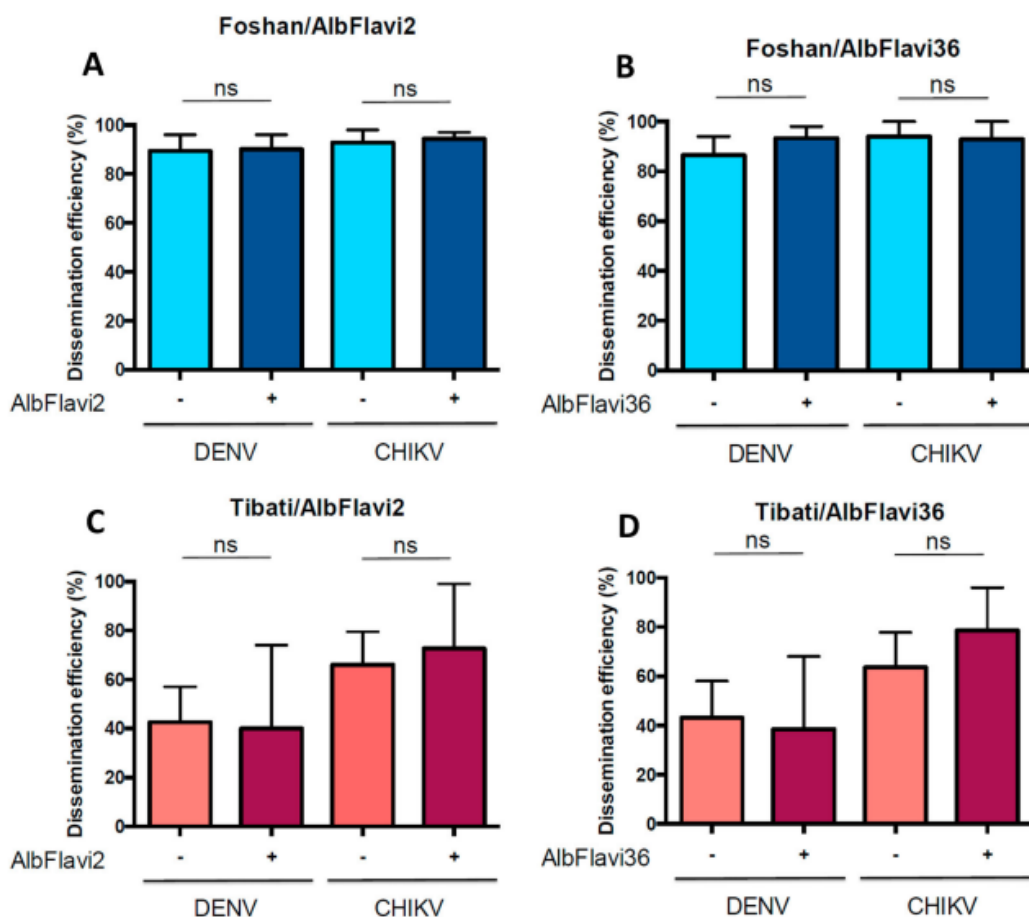 Foshan/AlbFlavi2
A
ns
ns
Dissemination efficiency (%)
100
80
60
40
20
0
AlbFlavi2
- + - +
DENV
CHIKV
Foshan/AlbFlavi36
B
ns
ns
Dissemination efficiency (%)
100
80
60
40
20
0
AlbFlavi36
- + - +
DENV
CHIKV
Tibati/AlbFlavi2
C
ns
ns
Dissemination efficiency (%)
100
80
60
40
20
0
AlbFlavi2
- + - +
DENV
CHIKV
Tibati/AlbFlavi36
D
ns
ns
Dissemination efficiency (%)
100
80
60
40
20
0
AlbFlavi36
- + - +
DENV
CHIKV